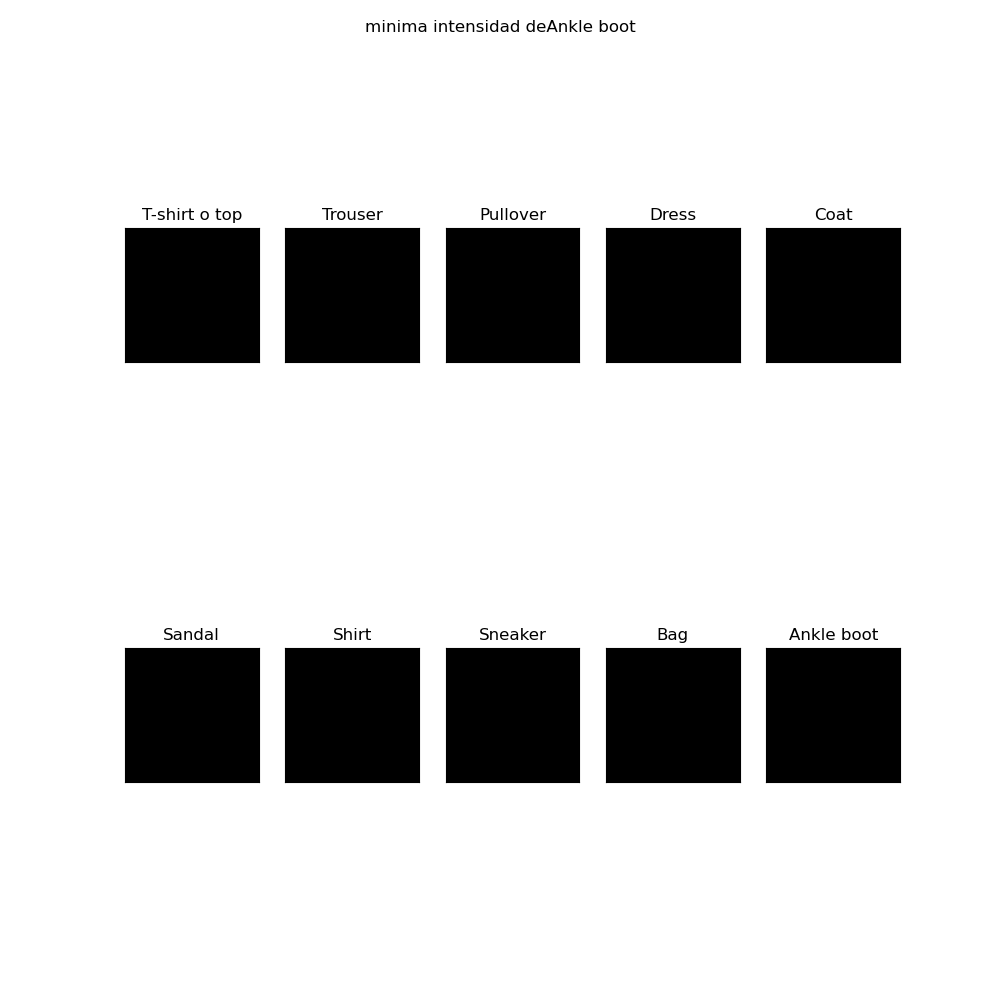 minima intensidad deAnkle boot
T-shirt o top
Trouser
Pullover
Dress
Coat
Sandal
Shirt
Sneaker
Bag
Ankle boot